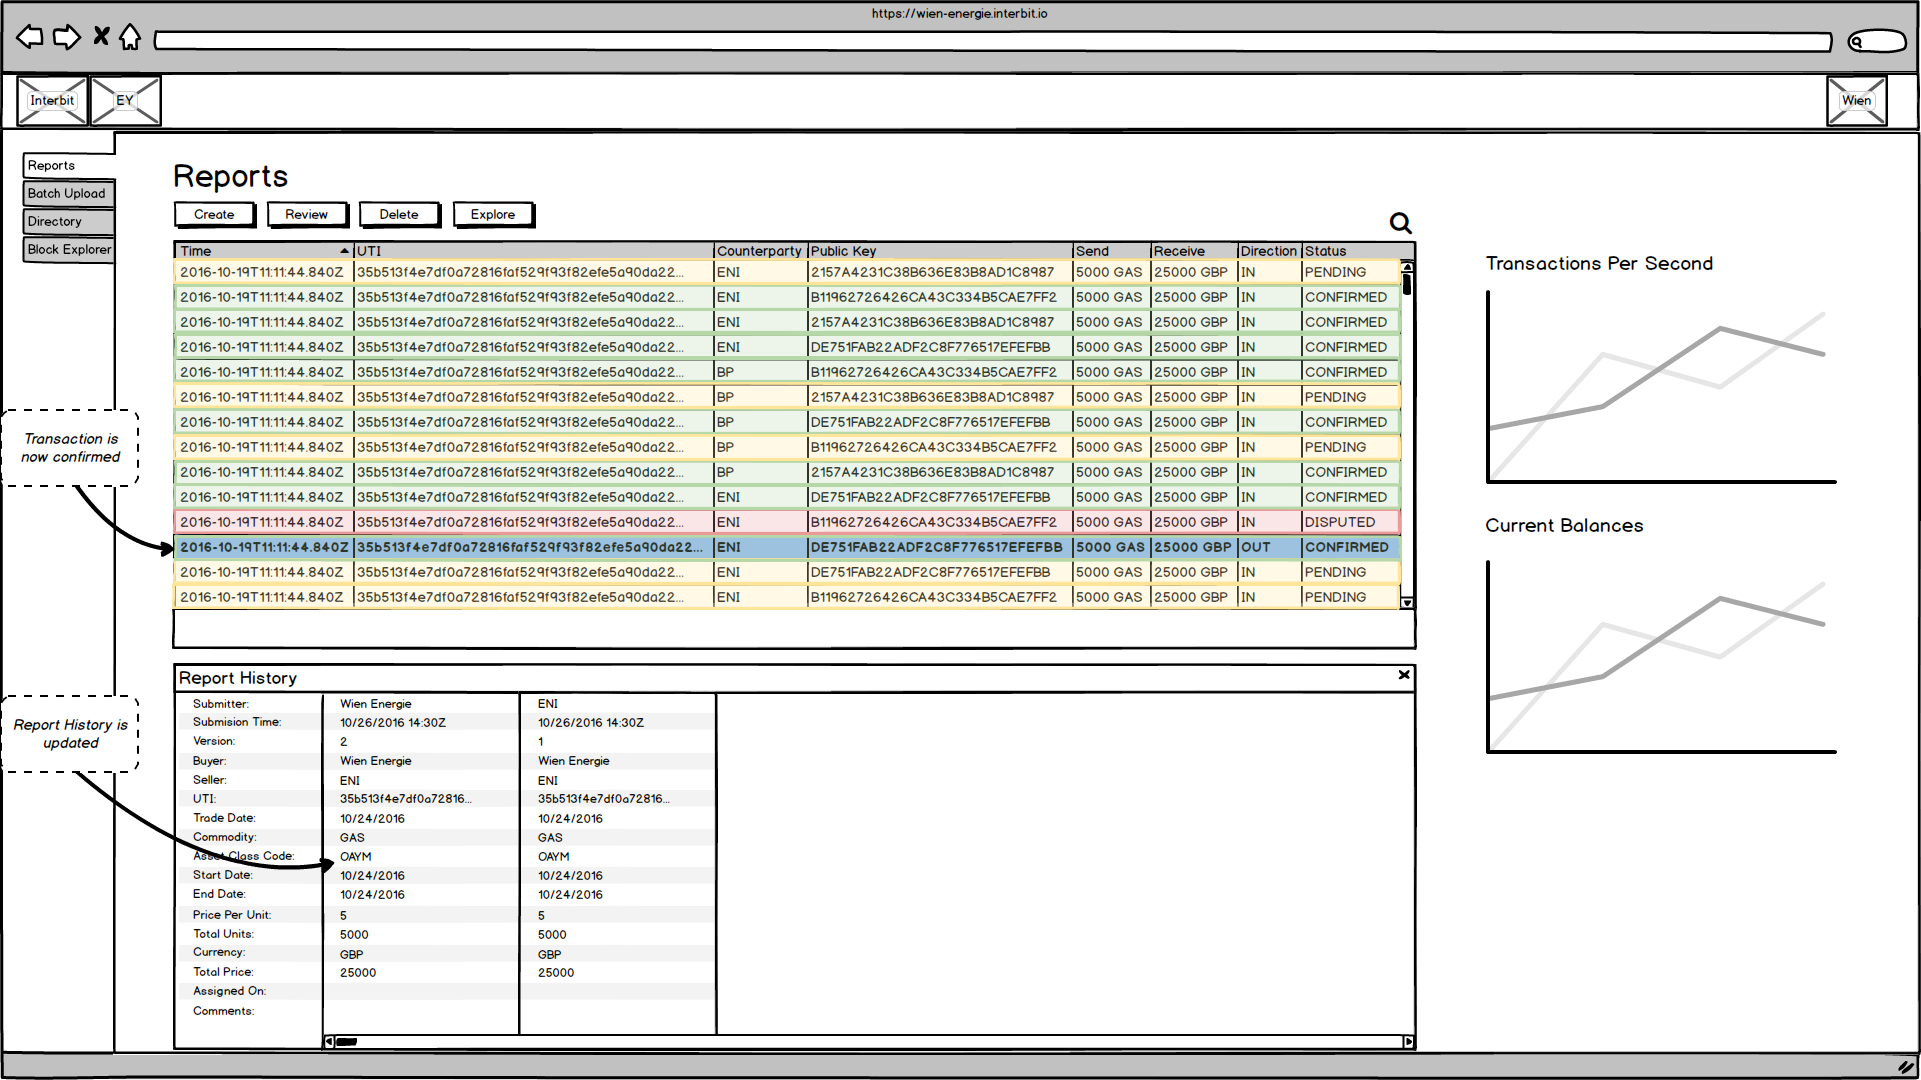 https://wien-energie.interbit.io
Interbit EY Wien
Reports
Batch Upload
Directory
Block Explorer
Reports
Create Review Delete Explore
Time UTI Counterparty Public Key Send Receive Direction Status
2016-10-19T11:11:44.840Z 35b513f4e7df0a72816faf529f93f82efe5a90da22... ENI 2157A4231C38B636E83B8AD1C8987 5000 GAS 25000 GBP IN PENDING
2016-10-19T11:11:44.840Z 35b513f4e7df0a72816faf529f93f82efe5a90da22... ENI B11962726426CA43C334B5CAE7FF2 5000 GAS 25000 GBP IN CONFIRMED
2016-10-19T11:11:44.840Z 35b513f4e7df0a72816faf529f93f82efe5a90da22... ENI 2157A4231C38B636E83B8AD1C8987 5000 GAS 25000 GBP IN CONFIRMED
2016-10-19T11:11:44.840Z 35b513f4e7df0a72816faf529f93f82efe5a90da22... ENI DE751FAB22ADF2C8F776517EFEFBB 5000 GAS 25000 GBP IN CONFIRMED
2016-10-19T11:11:44.840Z 35b513f4e7df0a72816faf529f93f82efe5a90da22... BP B11962726426CA43C334B5CAE7FF2 5000 GAS 25000 GBP IN CONFIRMED
2016-10-19T11:11:44.840Z 35b513f4e7df0a72816faf529f93f82efe5a90da22... BP 2157A4231C38B636E83B8AD1C8987 5000 GAS 25000 GBP IN PENDING
2016-10-19T11:11:44.840Z 35b513f4e7df0a72816faf529f93f82efe5a90da22... BP DE751FAB22ADF2C8F776517EFEFBB 5000 GAS 25000 GBP IN CONFIRMED
2016-10-19T11:11:44.840Z 35b513f4e7df0a72816faf529f93f82efe5a90da22... BP B11962726426CA43C334B5CAE7FF2 5000 GAS 25000 GBP IN PENDING
2016-10-19T11:11:44.840Z 35b513f4e7df0a72816faf529f93f82efe5a90da22... BP 2157A4231C38B636E83B8AD1C8987 5000 GAS 25000 GBP IN CONFIRMED
2016-10-19T11:11:44.840Z 35b513f4e7df0a72816faf529f93f82efe5a90da22... ENI DE751FAB22ADF2C8F776517EFEFBB 5000 GAS 25000 GBP IN CONFIRMED
2016-10-19T11:11:44.840Z 35b513f4e7df0a72816faf529f93f82efe5a90da22... ENI B11962726426CA43C334B5CAE7FF2 5000 GAS 25000 GBP IN DISPUTED
2016-10-19T11:11:44.840Z 35b513f4e7df0a72816faf529f93f82efe5a90da22... ENI DE751FAB22ADF2C8F776517EFEFBB 5000 GAS 25000 GBP OUT CONFIRMED
2016-10-19T11:11:44.840Z 35b513f4e7df0a72816faf529f93f82efe5a90da22... ENI DE751FAB22ADF2C8F776517EFEFBB 5000 GAS 25000 GBP IN PENDING
2016-10-19T11:11:44.840Z 35b513f4e7df0a72816faf529f93f82efe5a90da22... ENI B11962726426CA43C334B5CAE7FF2 5000 GAS 25000 GBP IN PENDING
Transaction is
now confirmed
Report History is
updated
Report History
Submitter: Wien Energie ENI
Submision Time: 10/26/2016 14:30Z 10/26/2016 14:30Z
Version: 2 1
Buyer: Wien Energie Wien Energie
Seller: ENI ENI
UTI: 35b513f4e7df0a72816... 35b513f4e7df0a72816...
Trade Date: 10/24/2016 10/24/2016
Commodity: GAS GAS
Asset Class Code: OAYM OAYM
Start Date: 10/24/2016 10/24/2016
End Date: 10/24/2016 10/24/2016
Price Per Unit: 5 5
Total Units: 5000 5000
Currency: GBP GBP
Total Price: 25000 25000
Assigned On:
Comments:
Transactions Per Second
Current Balances